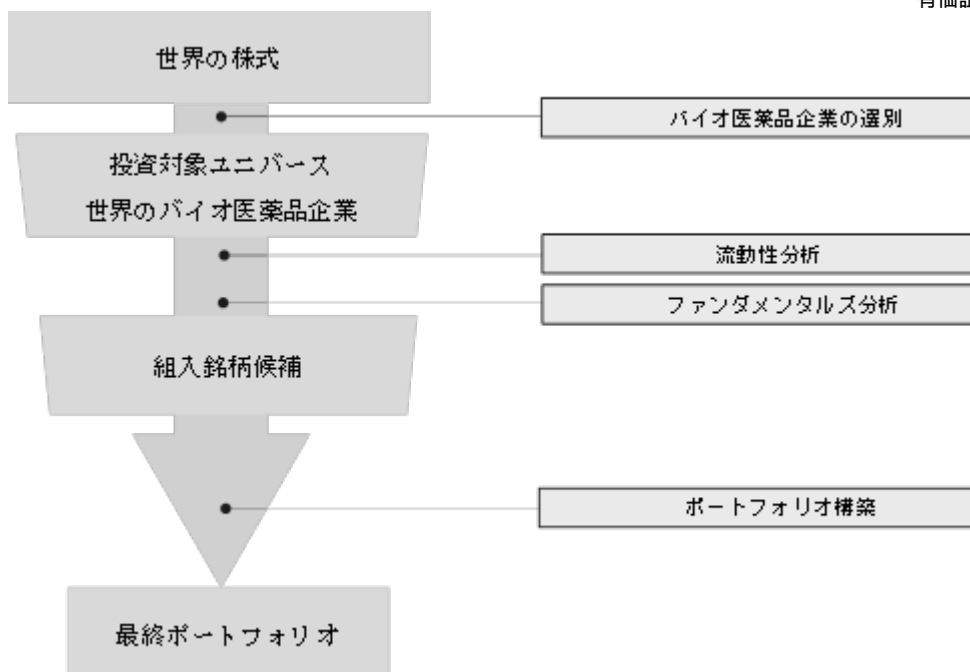 世界の株式
バイオ医薬品企業の選別
投資対象ユニバース
世界のバイオ医薬品企業
流動性分析
ファンダメンタルズ分析
組入銘柄候補
ポートフォリオ構築
最終ポートフォリオ